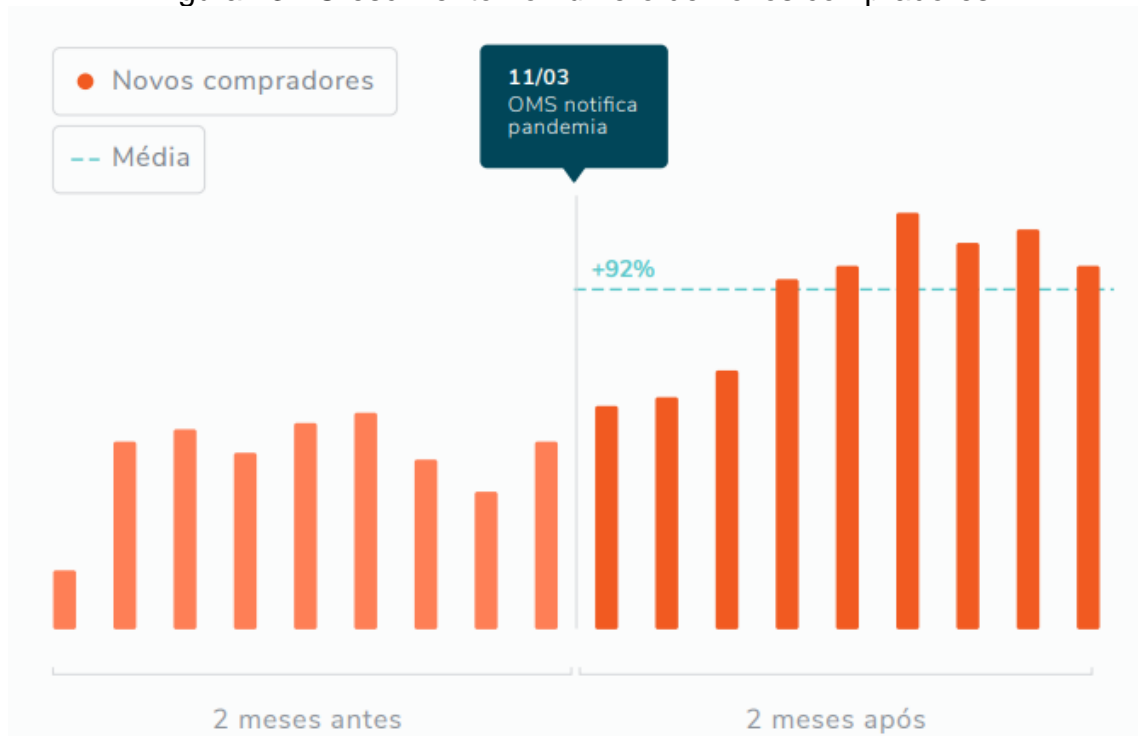 Novos compradores
-- Média
11/03
OMS notifica
pandemia
+92%
2 meses antes
2 meses após